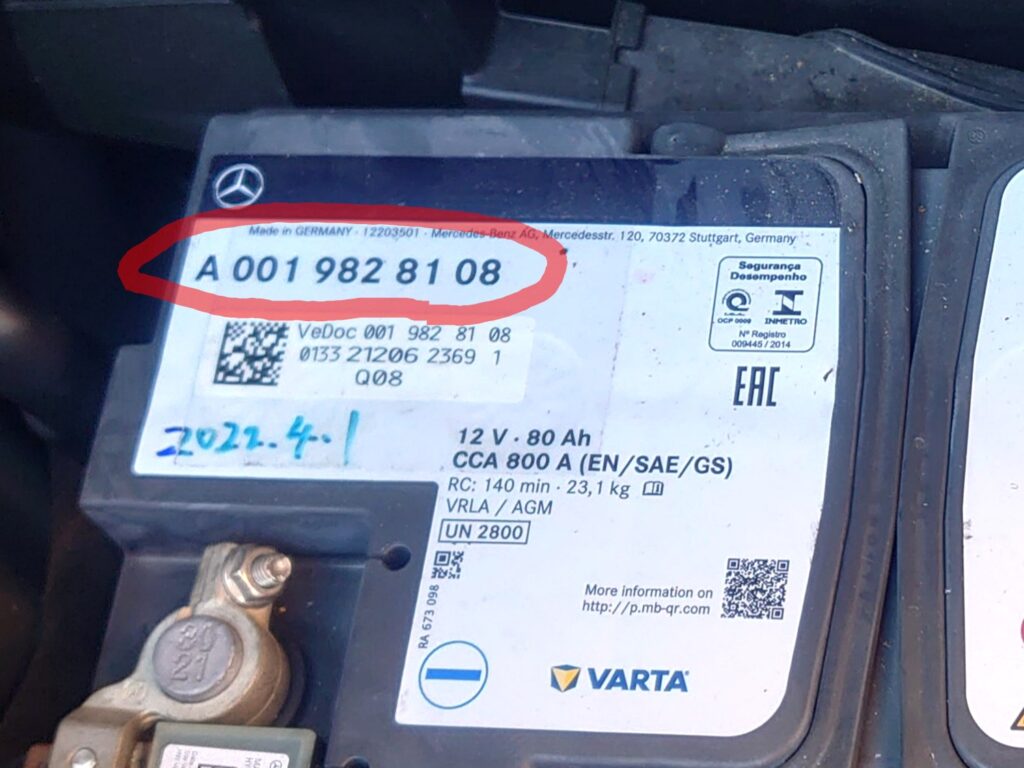 Made in GERMANY · 12203501 · Mercedes-Benz AG, Mercedesstr. 120, 70372 Stuttgart, Germany
A 001 982 81 08
Segurança
Desempenho
OCP 0009
INMETRO
Nº Registro
009445 / 2014
VeDoc 001 982 81 08
0133 21206 2369 1
Q08
EAC
2022.4.1
12 V · 80 Ah
CCA 800 A (EN/SAE/GS)
RC: 140 min · 23,1 kg
VRLA / AGM
UN 2800
RA 673 098
More information on
http://p.mb-qr.com
VARTA
21